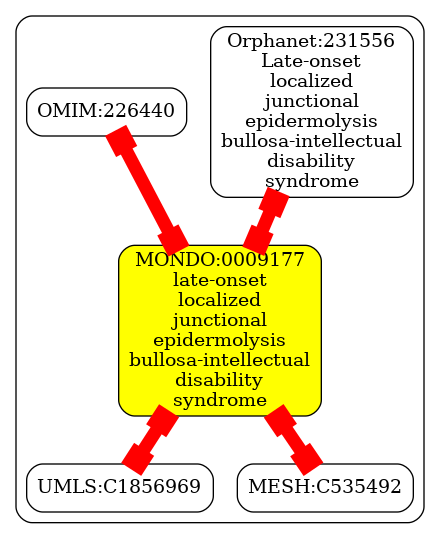 OMIM:226440
Orphanet:231556
Late-onset
localized
junctional
epidermolysis
bullosa-intellectual
disability
syndrome
MONDO:0009177
late-onset
localized
junctional
epidermolysis
bullosa-intellectual
disability
syndrome
UMLS:C1856969
MESH:C535492